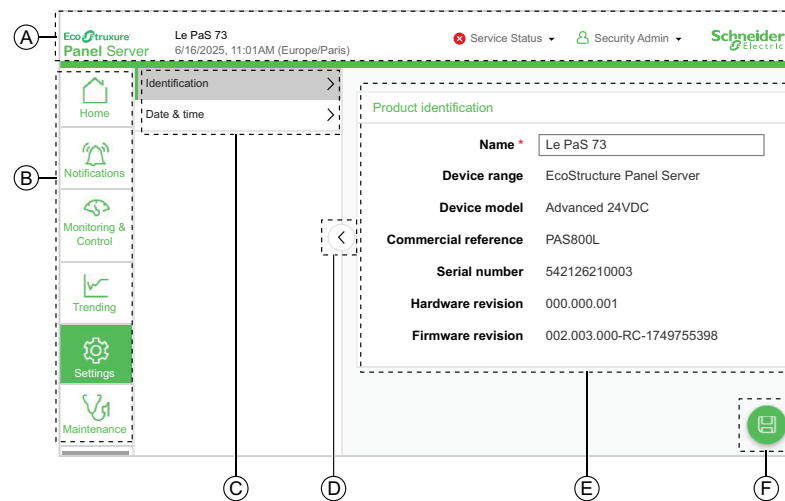 A
EcoStruxure
Panel Server
Le PaS 73
6/16/2025, 11:01AM (Europe/Paris)
Service Status
Security Admin
Schneider
Electric
B
Home
Notifications
Monitoring &
Control
Trending
Settings
Maintenance
Identification
Date & time
Product identification
Name * Le PaS 73
Device range EcoStructure Panel Server
Device model Advanced 24VDC
Commercial reference PAS800L
Serial number 542126210003
Hardware revision 000.000.001
Firmware revision 002.003.000-RC-1749755398
C
D
E
F